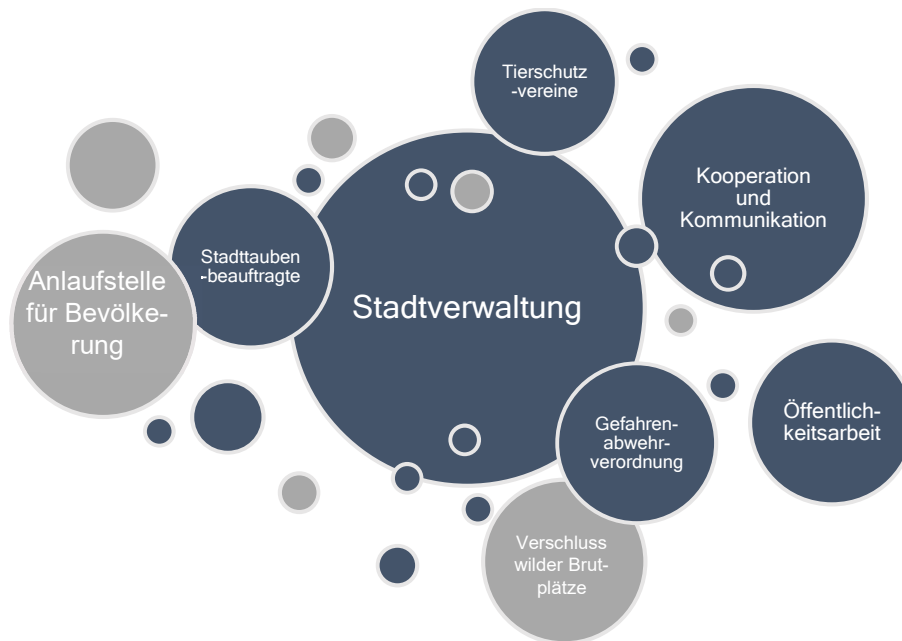 Tierschutz
-vereine
Kooperation
und
Kommunikation
Stadttauben
-beauftragte
Anlaufstelle
für Bevölke-
rung
Stadtverwaltung
Gefahren-
abwehr-
verordnung
Öffentlich-
keitsarbeit
Verschluss
wilder Brut-
plätze